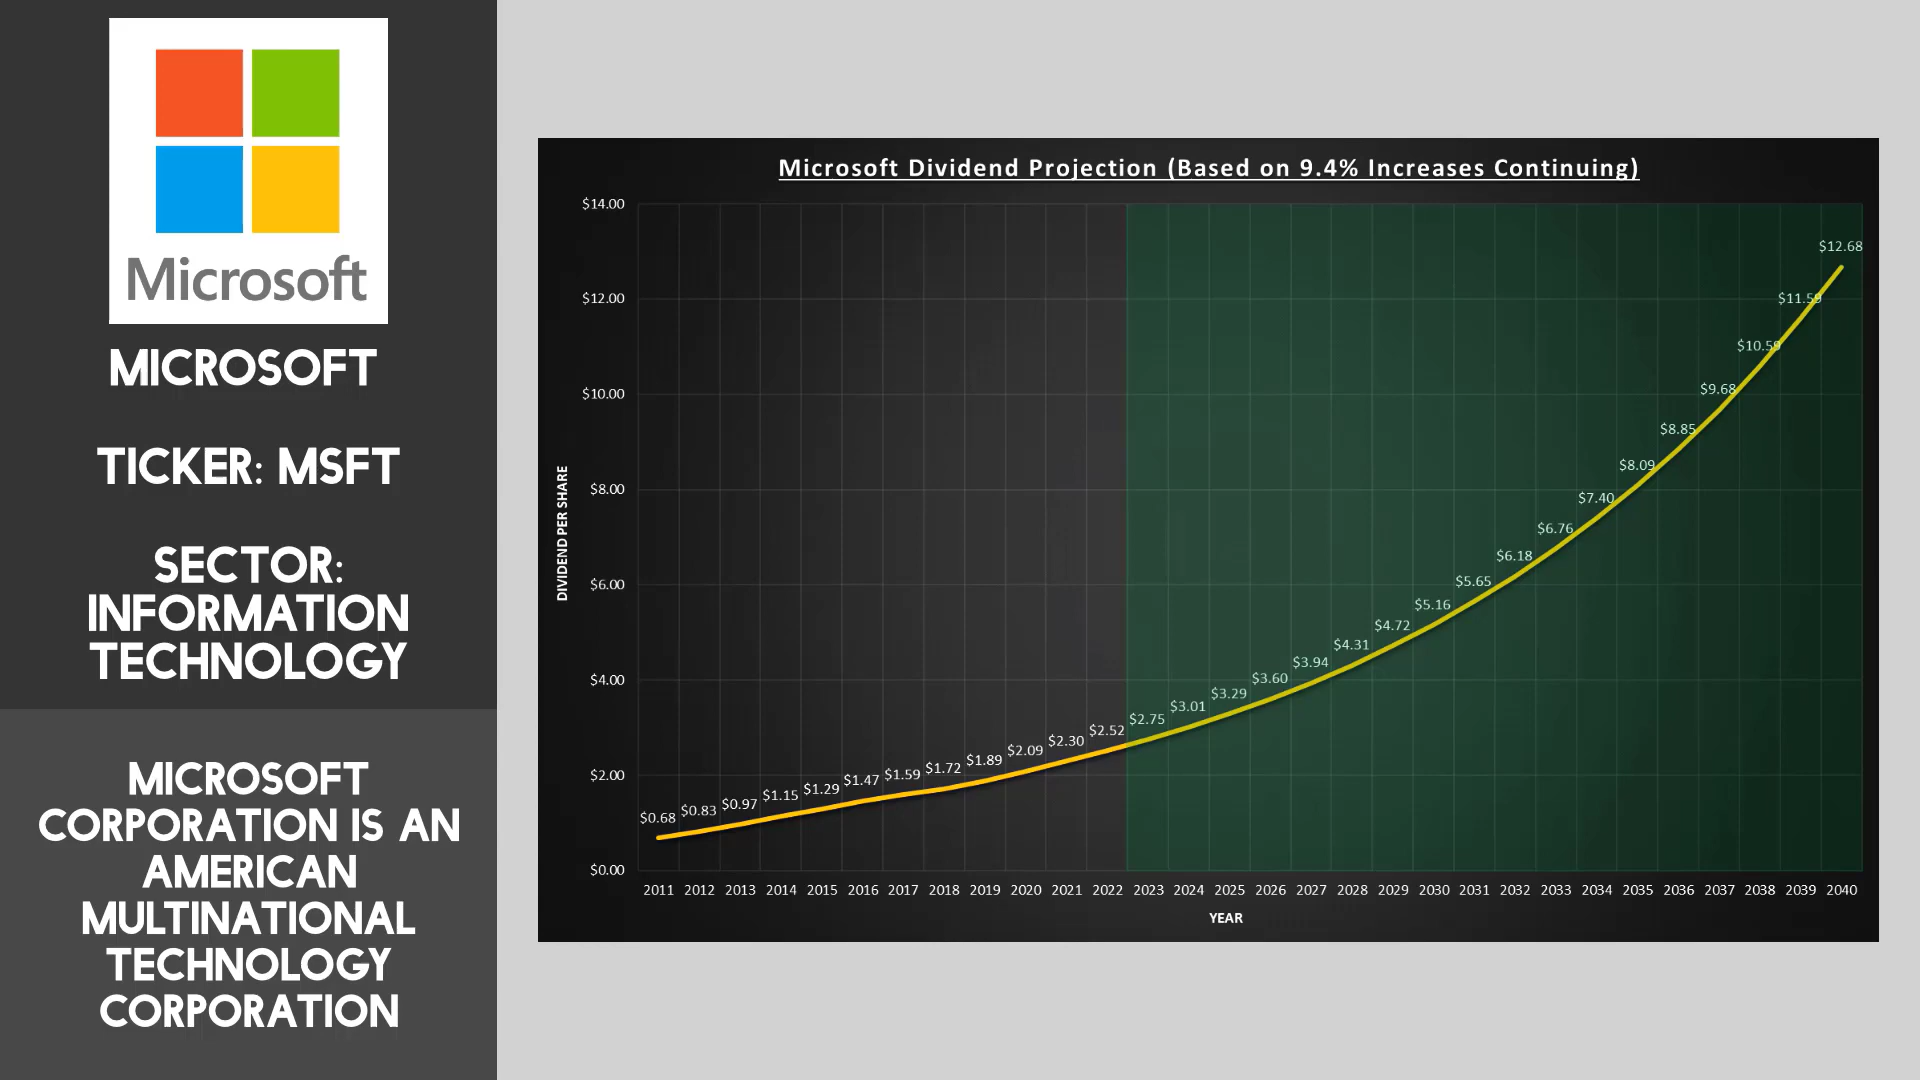 Microsoft
MICROSOFT
TICKER: MSFT
SECTOR:
INFORMATION
TECHNOLOGY
MICROSOFT
CORPORATION IS AN
AMERICAN
MULTINATIONAL
TECHNOLOGY
CORPORATION
Microsoft Dividend Projection (Based on 9.4% Increases Continuing)
DIVIDEND PER SHARE
$14.00
$12.00
$10.00
$8.00
$6.00
$4.00
$2.00
$0.00
$0.68
$0.83
$0.97
$1.15
$1.29
$1.47
$1.59
$1.72
$1.89
$2.09
$2.30
$2.52
$2.75
$3.01
$3.29
$3.60
$3.94
$4.31
$4.72
$5.16
$5.65
$6.18
$6.76
$7.40
$8.09
$8.85
$9.68
$10.59
$11.59
$12.68
2011 2012 2013 2014 2015 2016 2017 2018 2019 2020 2021 2022 2023 2024 2025 2026 2027 2028 2029 2030 2031 2032 2033 2034 2035 2036 2037 2038 2039 2040
YEAR